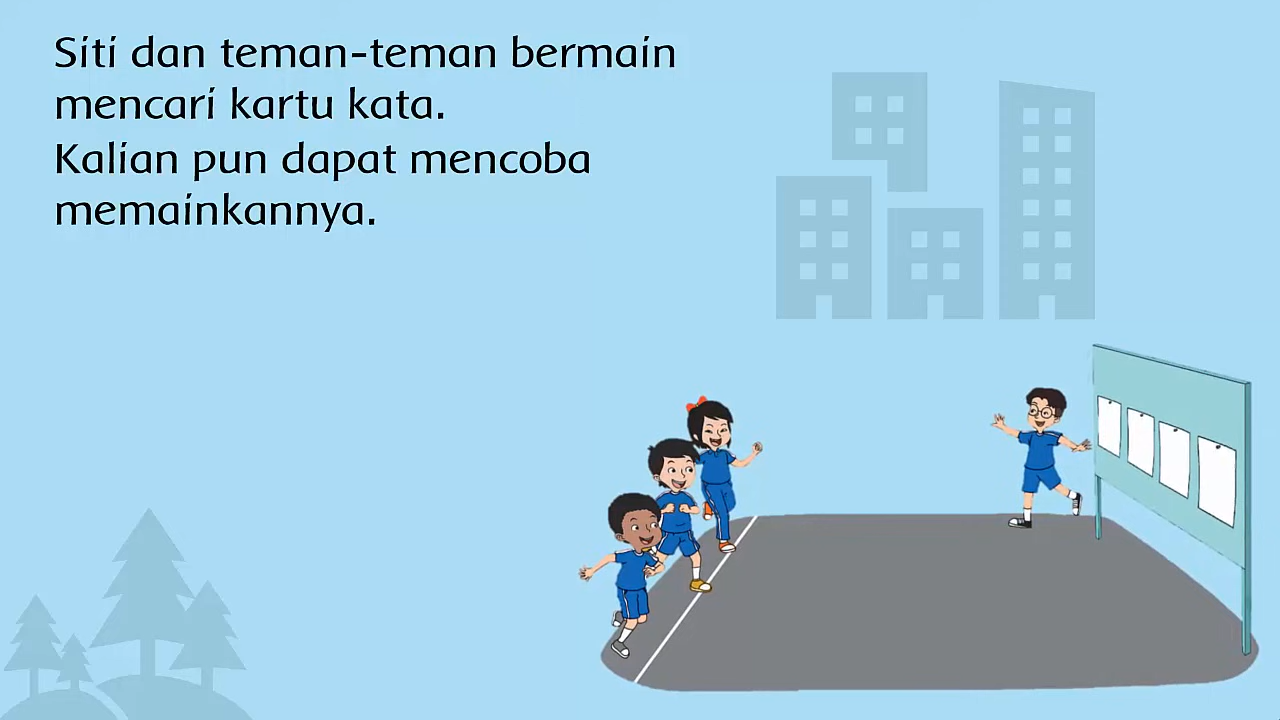 Siti dan teman-teman bermain
mencari kartu kata.
Kalian pun dapat mencoba
memainkannya.